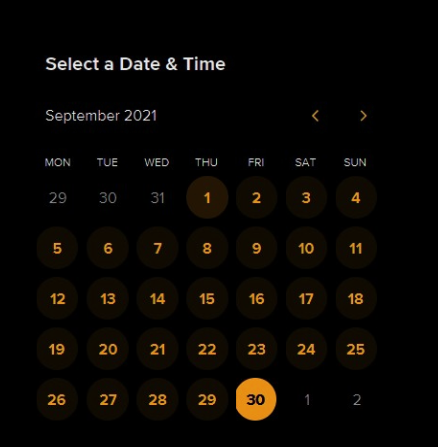 Select a Date & Time
September 2021
MON TUE WED THU FRI SAT SUN
29 30 31 1 2 3 4
5 6 7 8 9 10 11
12 13 14 15 16 17 18
19 20 21 22 23 24 25
26 27 28 29 30 1 2